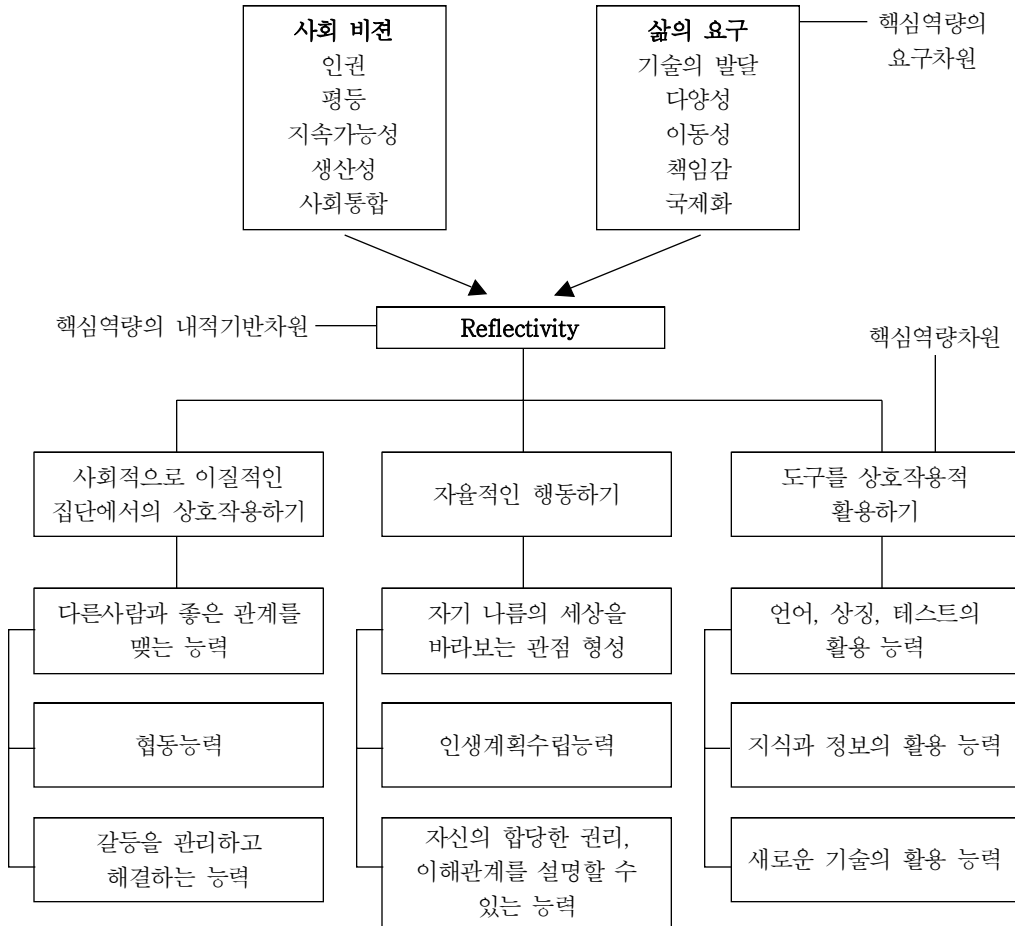 사회 비젼
인권
평등
지속가능성
생산성
사회통합
삶의 요구
기술의 발달
다양성
이동성
책임감
국제화
핵심역량의
요구차원
핵심역량의 내적기반차원
Reflectivity
핵심역량차원
사회적으로 이질적인
집단에서의 상호작용하기
자율적인 행동하기
도구를 상호작용적
활용하기
다른사람과 좋은 관계를
맺는 능력
자기 나름의 세상을
바라보는 관점 형성
언어, 상징, 테스트의
활용 능력
협동능력
인생계획수립능력
지식과 정보의 활용 능력
갈등을 관리하고
해결하는 능력
자신의 합당한 권리,
이해관계를 설명할 수
있는 능력
새로운 기술의 활용 능력